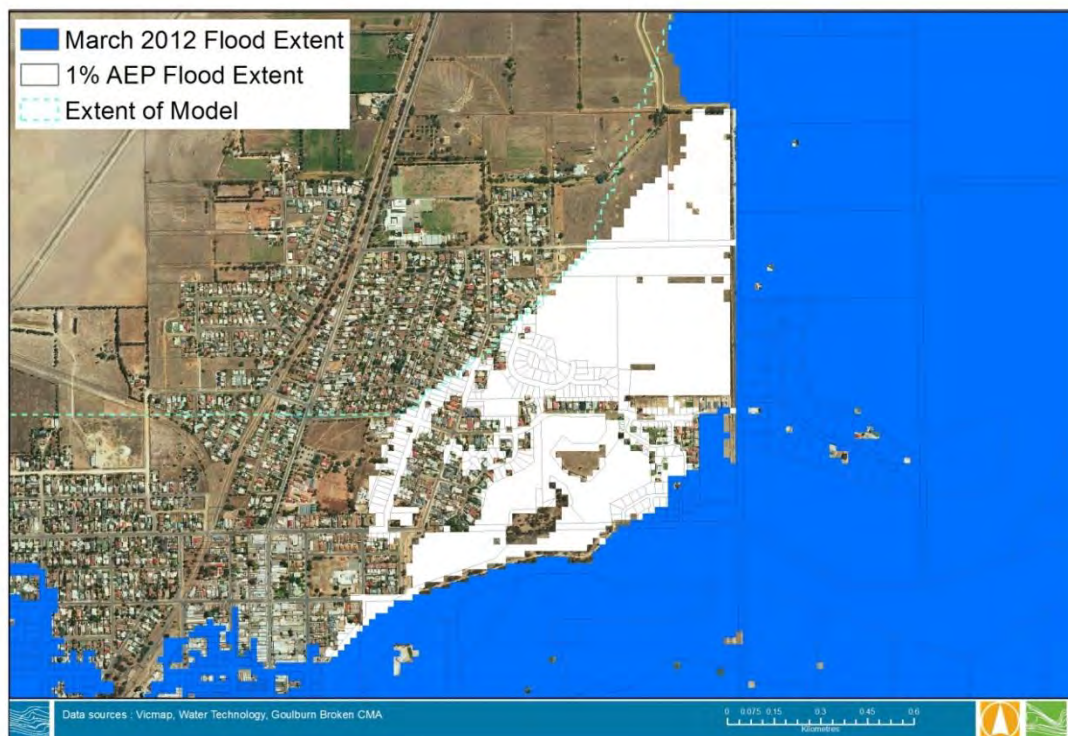 March 2012 Flood Extent
1% AEP Flood Extent
Extent of Model
Data sources : Vicmap, Water Technology, Goulburn Broken CMA
0 0.075 0.15 0.3 0.45 0.6
Kilometres